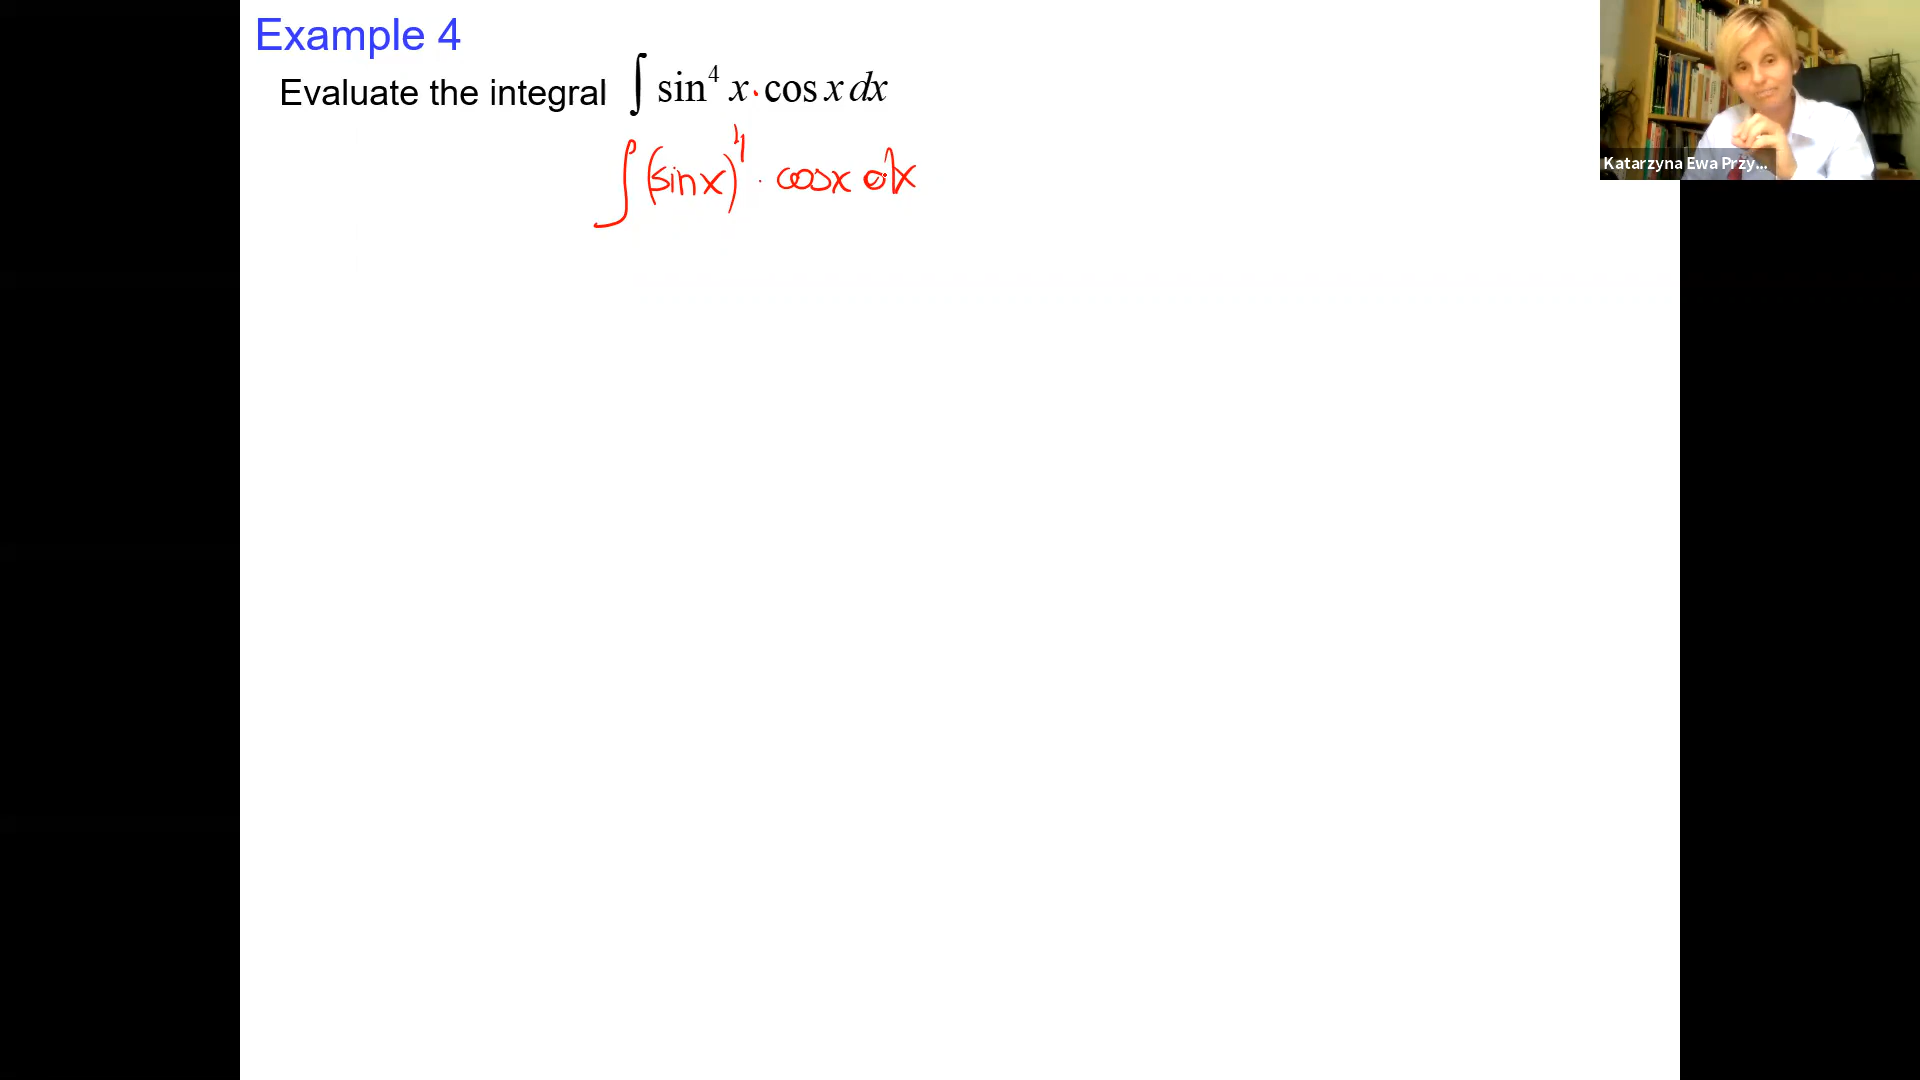 Example 4
Evaluate the integral ∫ sin⁴ x · cos x dx
∫ (sin x)⁴ · cos x dx
Katarzyna Ewa Przy...